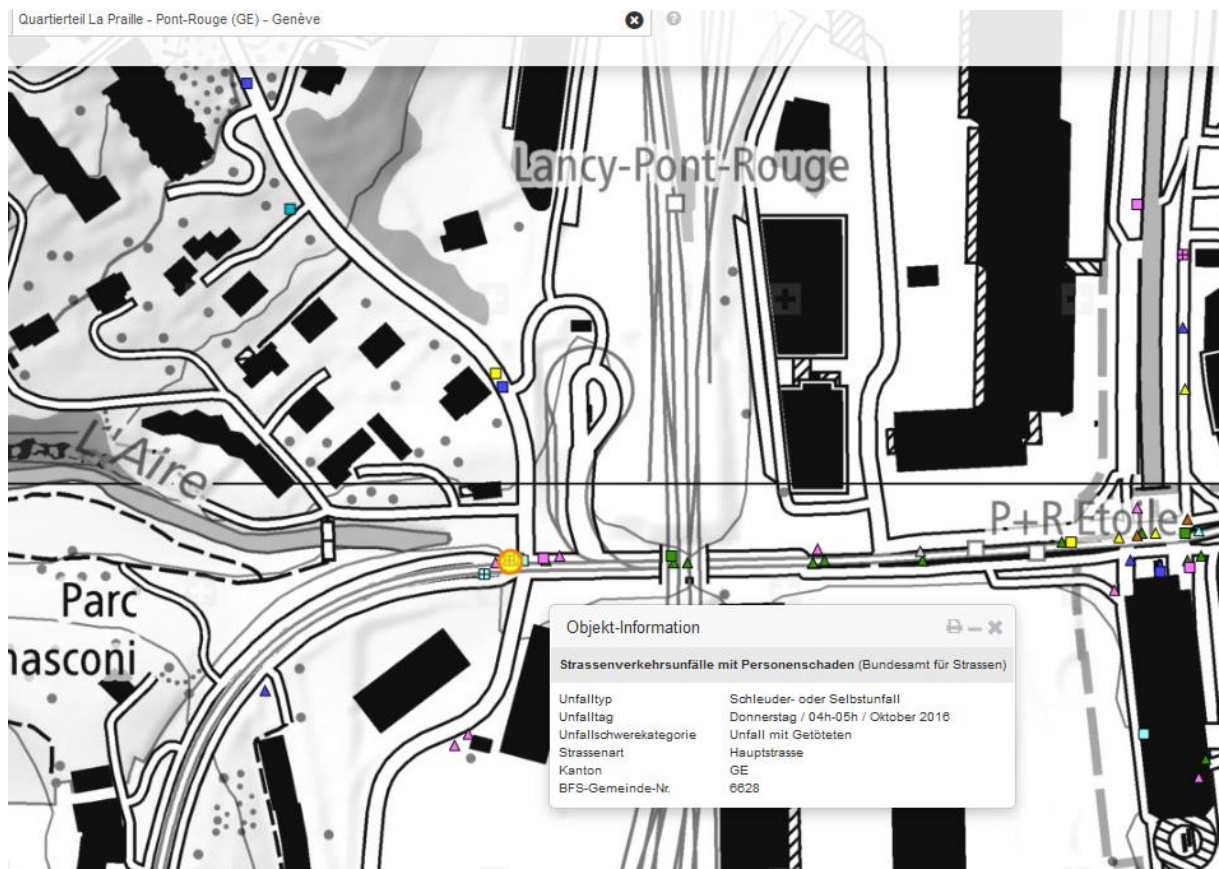 Quartierteil La Praille - Pont-Rouge (GE) - Genève
Lancy-Pont-Rouge
L'Aire
P+R Etoile
Parc
nasconi
Objekt-Information
Strassenverkehrsunfälle mit Personenschaden (Bundesamt für Strassen)
Unfalltyp Schleuder- oder Selbstunfall
Unfalltag Donnerstag / 04h-05h / Oktober 2016
Unfallschwerekategorie Unfall mit Getöteten
Strassenart Hauptstrasse
Kanton GE
BFS-Gemeinde-Nr. 6628